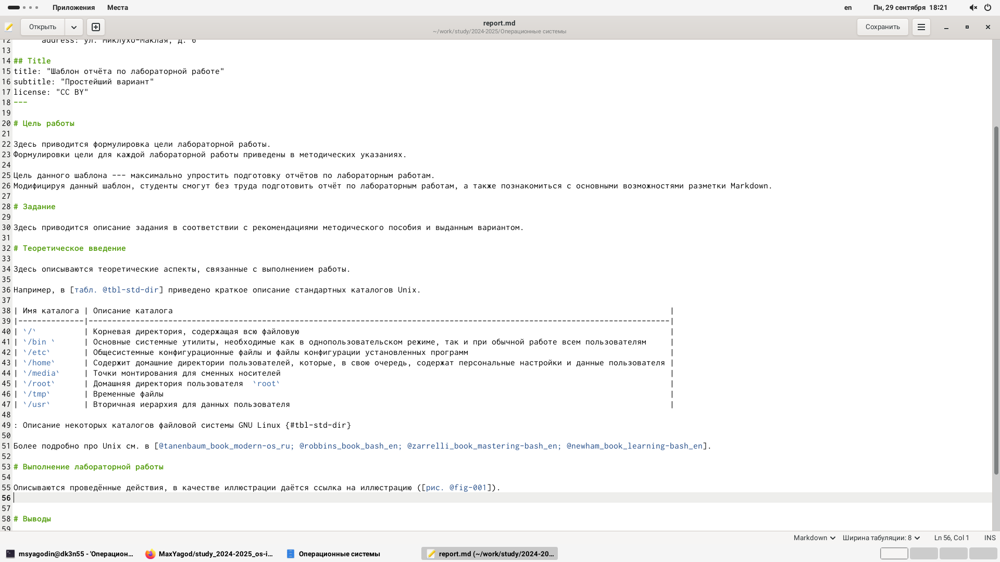 Приложения Места en Пн, 29 сентября 18:21
Открыть report.md Сохранить
~/work/study/2024-2025/Операционные системы
12 address: ул. Миклухо-Маклая, д. 6
13
14 ## Title
15 title: "Шаблон отчёта по лабораторной работе"
16 subtitle: "Простейший вариант"
17 license: "CC BY"
18 ---
19
20 # Цель работы
21
22 Здесь приводится формулировка цели лабораторной работы.
23 Формулировки цели для каждой лабораторной работы приведены в методических указаниях.
24
25 Цель данного шаблона --- максимально упростить подготовку отчётов по лабораторным работам.
26 Модифицируя данный шаблон, студенты смогут без труда подготовить отчёт по лабораторным работам, а также познакомиться с основными возможностями разметки Markdown.
27
28 # Задание
29
30 Здесь приводится описание задания в соответствии с рекомендациями методического пособия и выданным вариантом.
31
32 # Теоретическое введение
33
34 Здесь описываются теоретические аспекты, связанные с выполнением работы.
35
36 Например, в [табл. @tbl-std-dir] приведено краткое описание стандартных каталогов Unix.
37
38 | Имя каталога | Описание каталога                                                                                                          |
39 |--------------|----------------------------------------------------------------------------------------------------------------------------|
40 | `/`          | Корневая директория, содержащая всю файловую                                                                               |
41 | `/bin `      | Основные системные утилиты, необходимые как в однопользовательском режиме, так и при обычной работе всем пользователям     |
42 | `/etc`       | Общесистемные конфигурационные файлы и файлы конфигурации установленных программ                                           |
43 | `/home`      | Содержит домашние директории пользователей, которые, в свою очередь, содержат персональные настройки и данные пользователя |
44 | `/media`     | Точки монтирования для сменных носителей                                                                                   |
45 | `/root`      | Домашняя директория пользователя  `root`                                                                                   |
46 | `/tmp`       | Временные файлы                                                                                                            |
47 | `/usr`       | Вторичная иерархия для данных пользователя                                                                                 |
48
49 : Описание некоторых каталогов файловой системы GNU Linux {#tbl-std-dir}
50
51 Более подробно про Unix см. в [@tanenbaum_book_modern-os_ru; @robbins_book_bash_en; @zarrelli_book_mastering-bash_en; @newham_book_learning-bash_en].
52
53 # Выполнение лабораторной работы
54
55 Описываются проведённые действия, в качестве иллюстрации даётся ссылка на иллюстрацию ([рис. @fig-001]).
56
57
58 # Выводы
59
Markdown Ширина табуляции: 8 Ln 56, Col 1 INS
msyagodin@dk3n55 - 'Операцион... MaxYagod/study_2024-2025_os-i... Операционные системы report.md (~/work/study/2024-20...